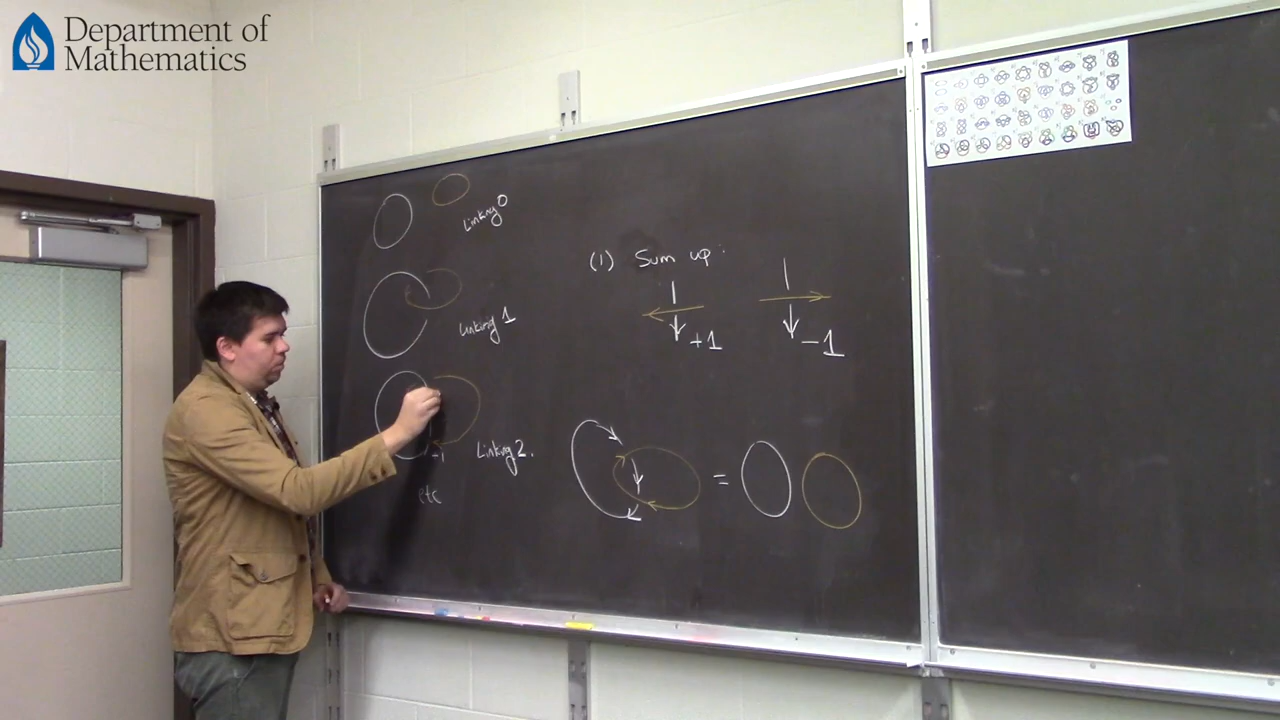 Department of
Mathematics
Linking 0
Linking 1
-1
Linking 2.
etc
(1) Sum up:
+1
-1
=